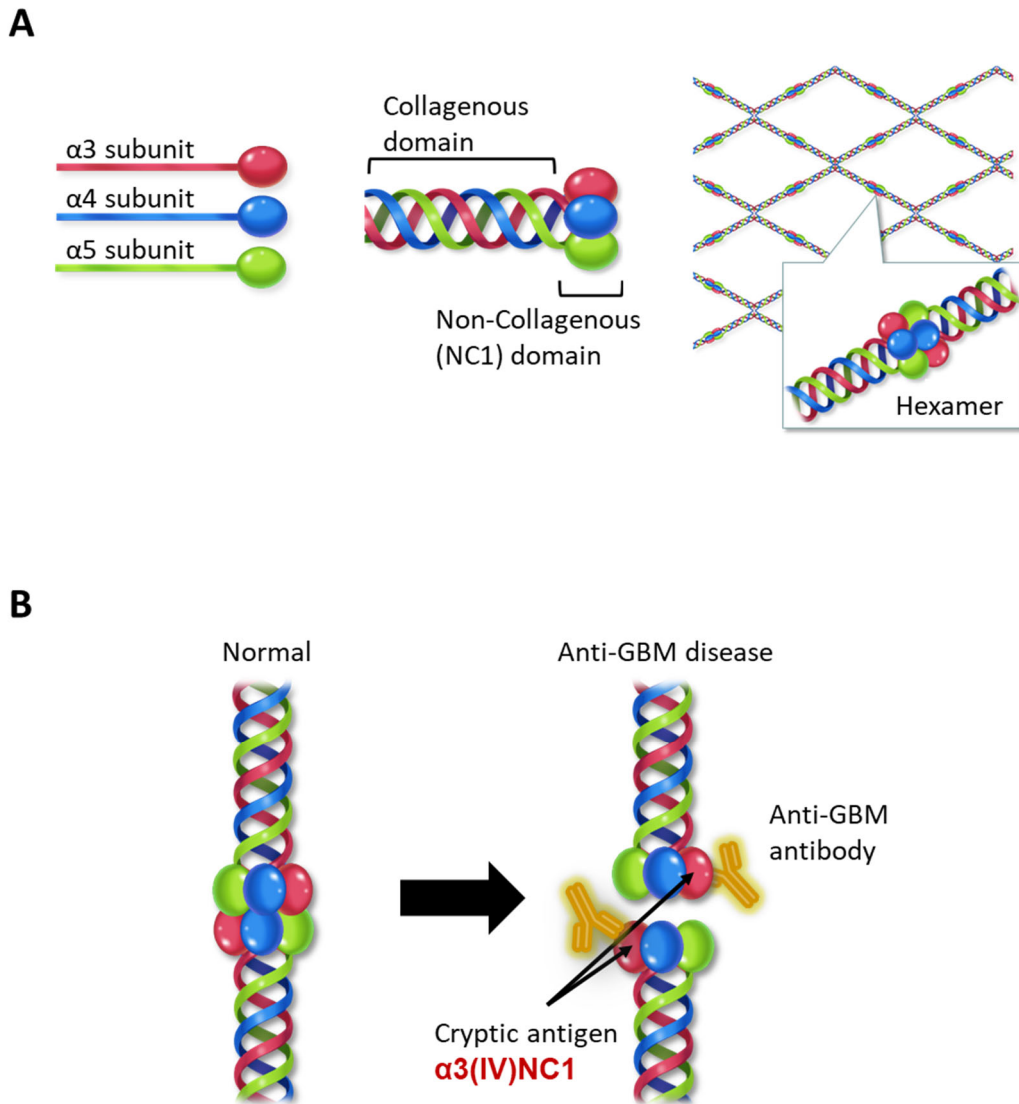 A
α3 subunit
α4 subunit
α5 subunit
Collagenous
domain
Non-Collagenous
(NC1) domain
Hexamer
B
Normal
Anti-GBM disease
Anti-GBM
antibody
Cryptic antigen
α3(IV)NC1